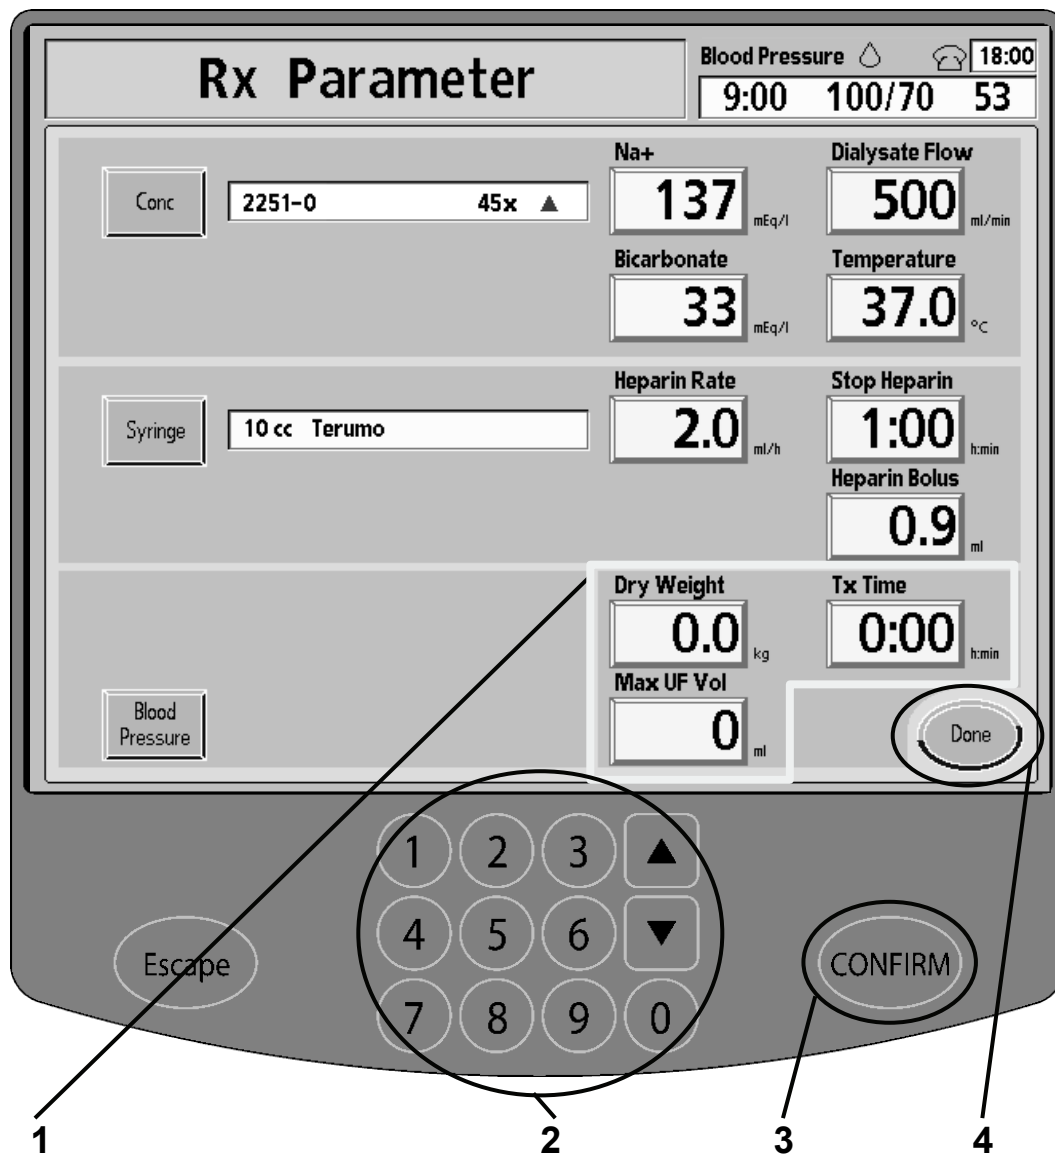 Rx Parameter
Blood Pressure 18:00
9:00 100/70 53
Na+ Dialysate Flow
Conc 2251-0 45x ▲ 137 mEq/l 500 ml/min
Bicarbonate Temperature
33 mEq/l 37.0 °C
Heparin Rate Stop Heparin
Syringe 10 cc Terumo 2.0 ml/h 1:00 h:min
Heparin Bolus
0.9 ml
Dry Weight Tx Time
0.0 kg 0:00 h:min
Max UF Vol
Blood
Pressure
0 ml
Done
1 2 3 ▲
4 5 6 ▼
Escape
CONFIRM
7 8 9 0
1 2 3 4